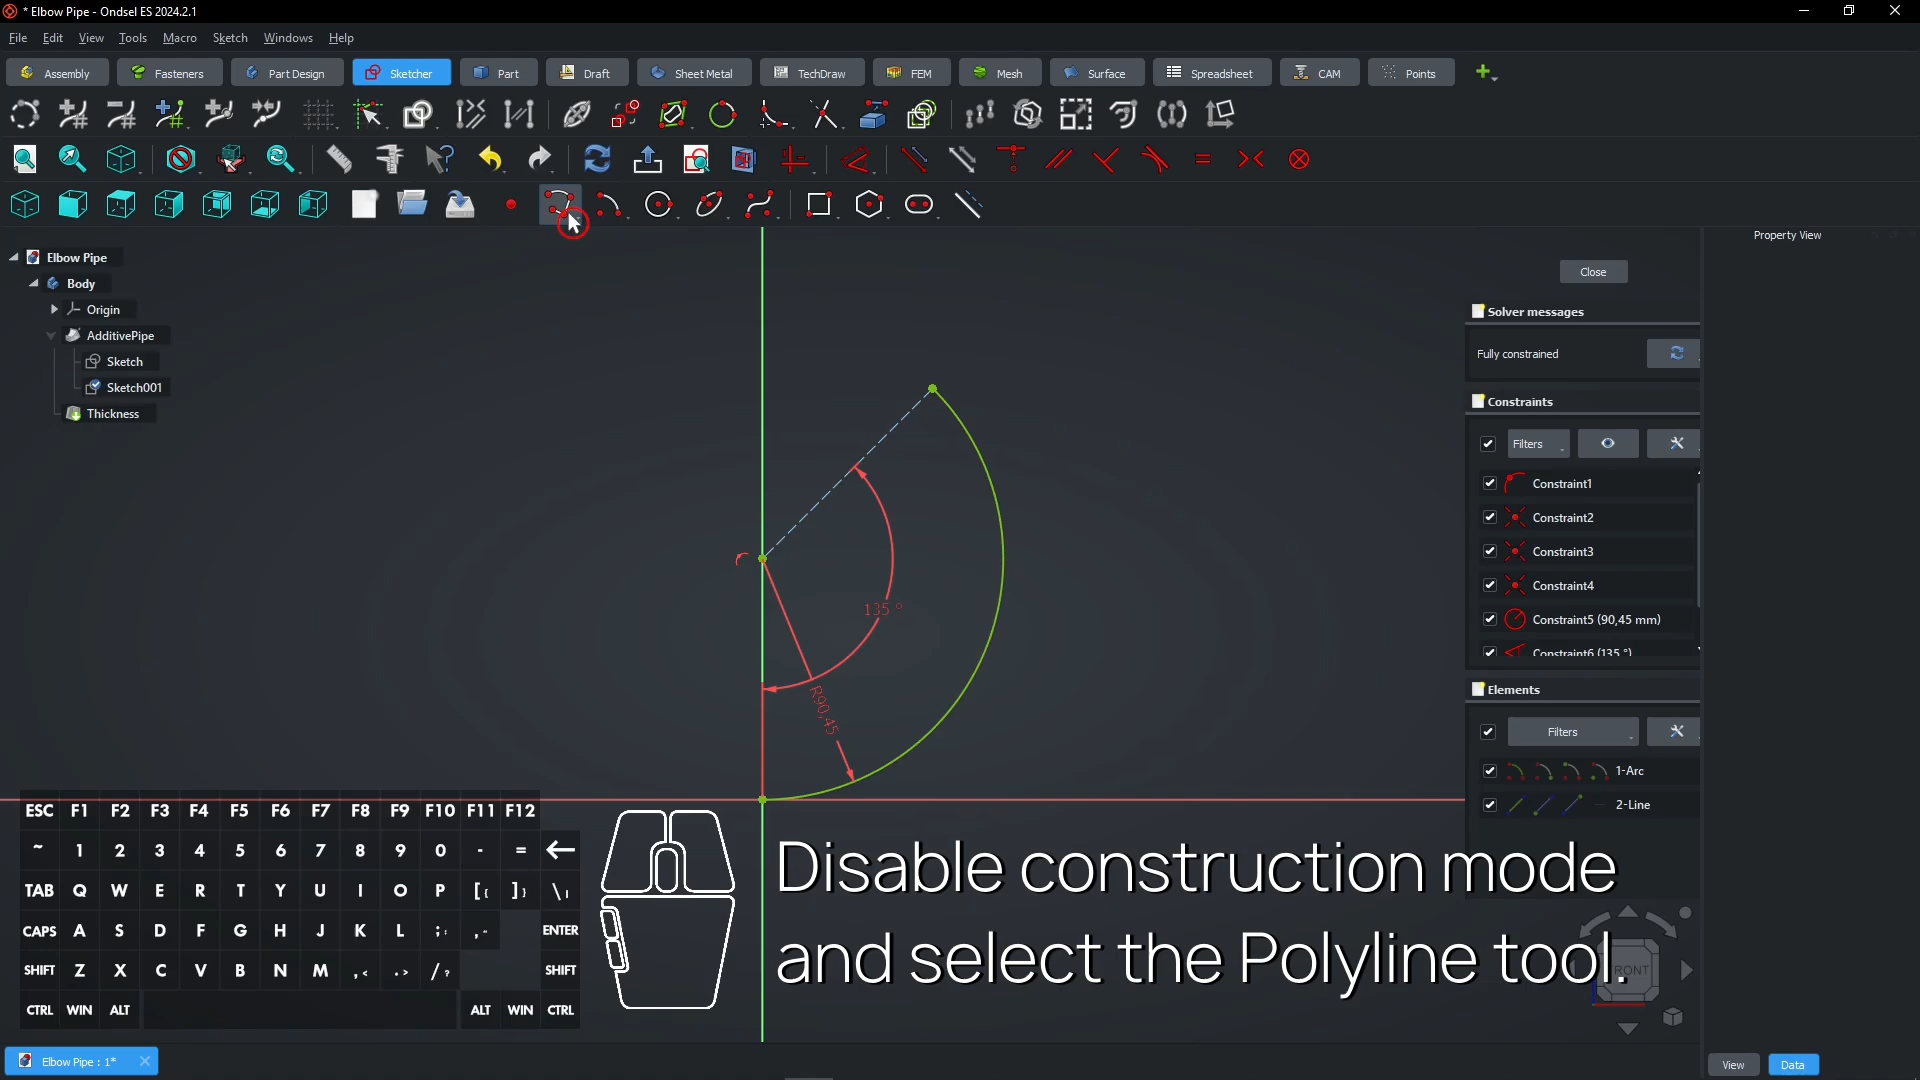 * Elbow Pipe - Ondsel ES 2024.2.1
File Edit View Tools Macro Sketch Windows Help
Assembly Fasteners Part Design Sketcher Part Draft Sheet Metal TechDraw FEM Mesh Surface Spreadsheet CAM Points
Property View
Elbow Pipe
Body
Origin
AdditivePipe
Sketch
Sketch001
Thickness
Close
Solver messages
Fully constrained
Constraints
Filters
Constraint1
Constraint2
Constraint3
Constraint4
Constraint5 (90,45 mm)
Constraint6 (135 °)
Elements
Filters
1-Arc
2-Line
135 °
R90,45
ESC F1 F2 F3 F4 F5 F6 F7 F8 F9 F10 F11 F12
~ 1 2 3 4 5 6 7 8 9 0 - =
TAB Q W E R T Y U I O P [{ ]} \|
CAPS A S D F G H J K L ;: ," ENTER
SHIFT Z X C V B N M ,< .> /? SHIFT
CTRL WIN ALT ALT WIN CTRL
Disable construction mode
and select the Polyline tool.
RONT
Elbow Pipe : 1*
View Data